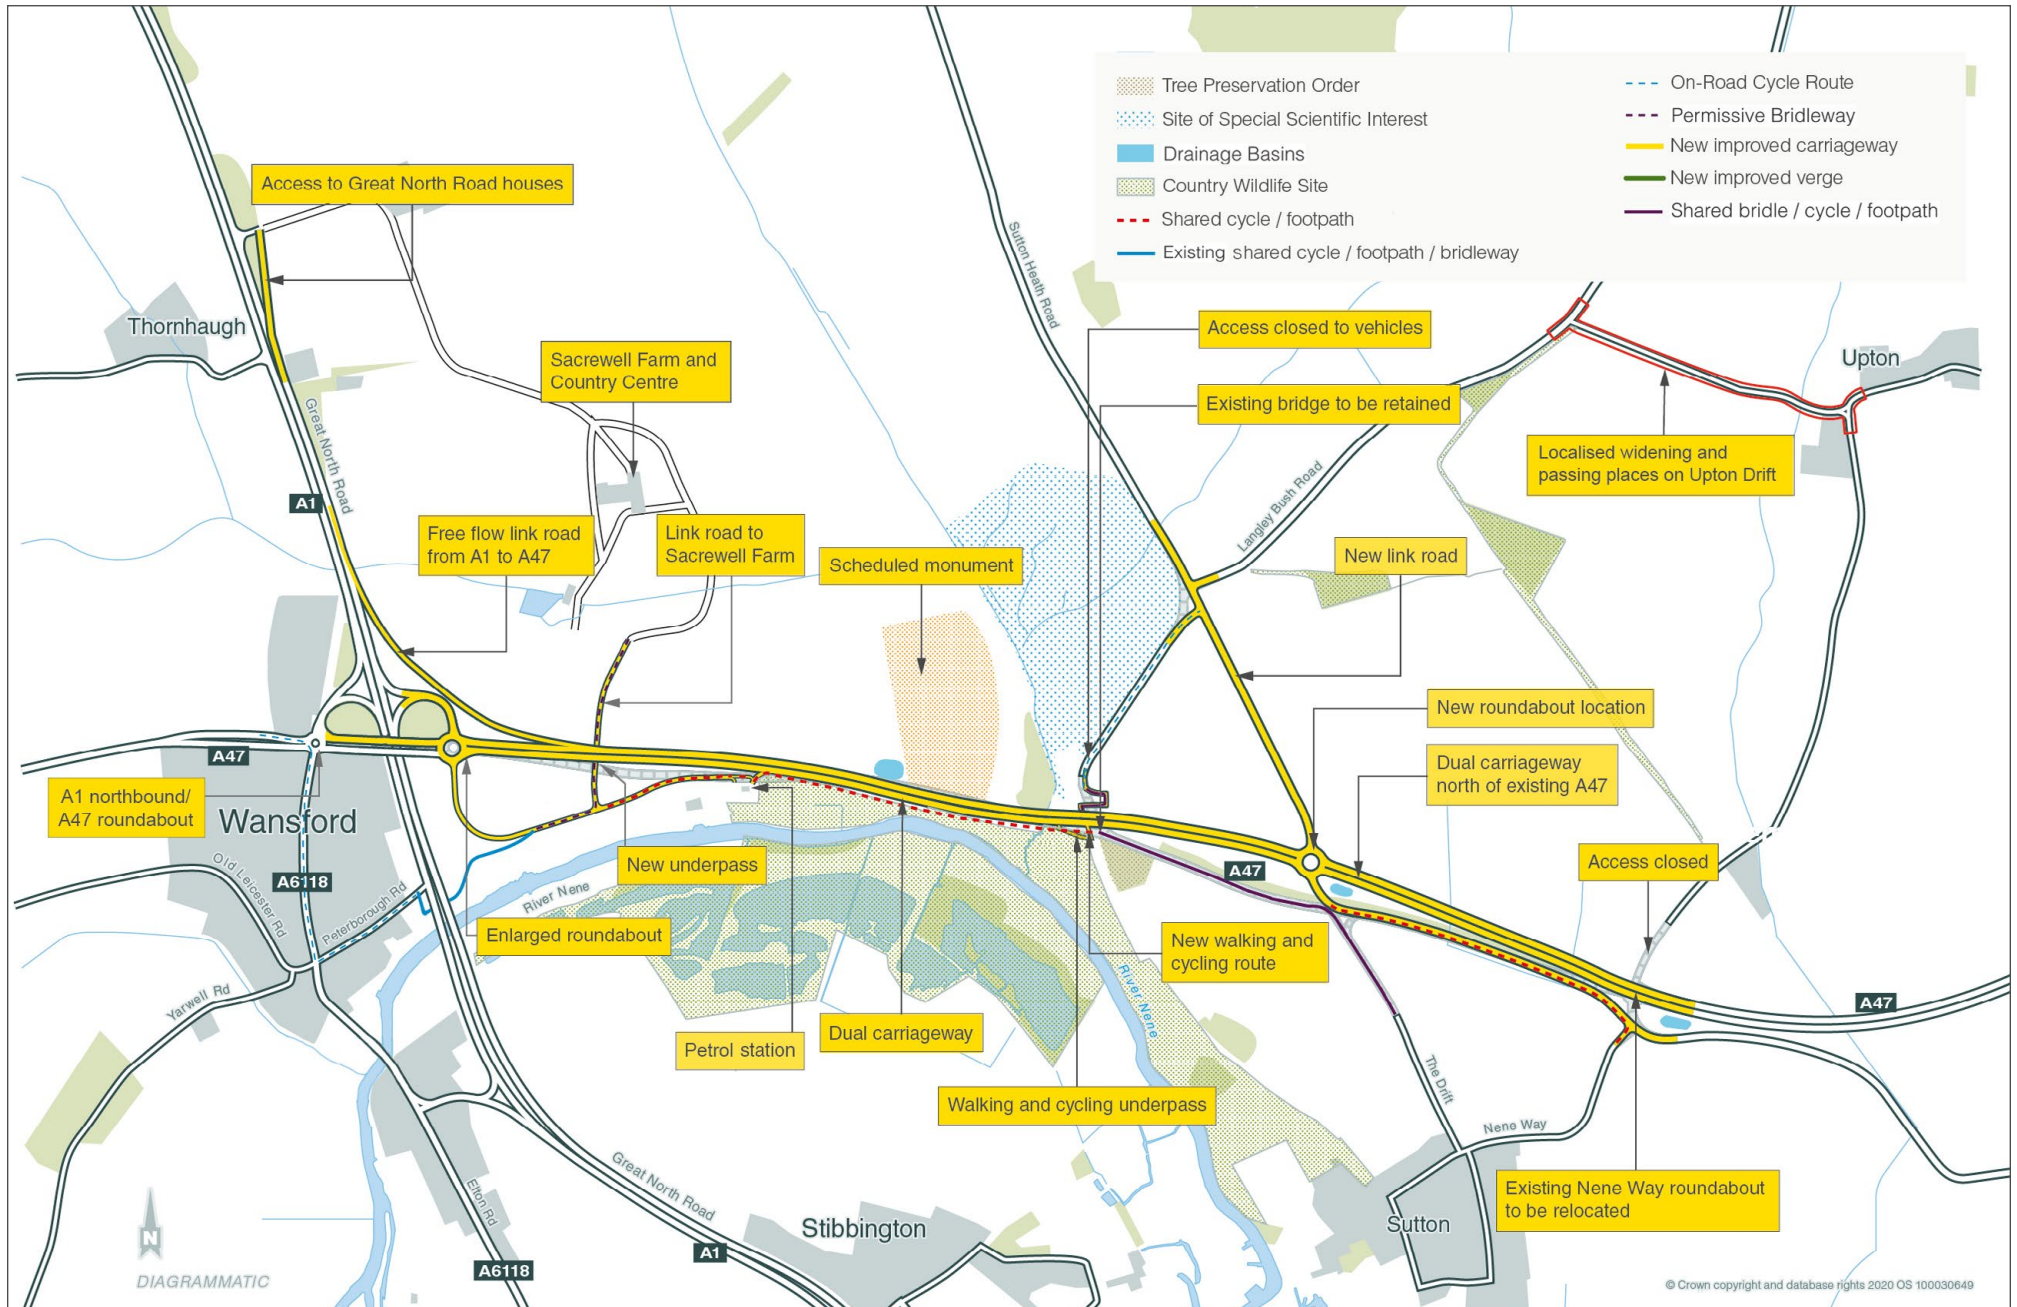 Tree Preservation Order
Site of Special Scientific Interest
Drainage Basins
Country Wildlife Site
Shared cycle / footpath
Existing shared cycle / footpath / bridleway
On-Road Cycle Route
Permissive Bridleway
New improved carriageway
New improved verge
Shared bridle / cycle / footpath
Access to Great North Road houses
Thornhaugh
Sutton Heath Road
Access closed to vehicles
Sacrewell Farm and
Country Centre
Existing bridge to be retained
Upton
Localised widening and
passing places on Upton Drift
Great North Road
A1
Langley Bush Road
Free flow link road
from A1 to A47
Link road to
Sacrewell Farm
Scheduled monument
New link road
New roundabout location
A47
Dual carriageway
north of existing A47
A1 northbound/
A47 roundabout
Wansford
New underpass
A47
Access closed
Old Leicester Rd
A6118
Peterborough Rd
River Nene
Enlarged roundabout
New walking and
cycling route
River Nene
Yarwell Rd
A47
Petrol station
Dual carriageway
The Drift
Walking and cycling underpass
Nene Way
Great North Road
Elton Rd
Existing Nene Way roundabout
to be relocated
Stibbington
Sutton
A1
N
A6118
DIAGRAMMATIC
© Crown copyright and database rights 2020 OS 100030649